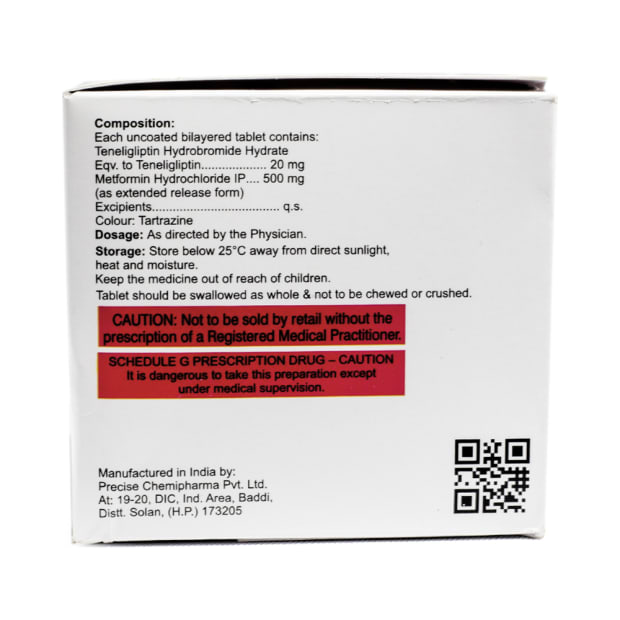 Composition:
Each uncoated bilayered tablet contains:
Teneligliptin Hydrobromide Hydrate
Eqv. to Teneligliptin................... 20 mg
Metformin Hydrochloride IP.... 500 mg
(as extended release form)
Excipients..................................... q.s.
Colour: Tartrazine
Dosage: As directed by the Physician.
Storage: Store below 25°C away from direct sunlight,
heat and moisture.
Keep the medicine out of reach of children.
Tablet should be swallowed as whole & not to be chewed or crushed.
CAUTION: Not to be sold by retail without the
prescription of a Registered Medical Practitioner.
SCHEDULE G PRESCRIPTION DRUG – CAUTION
It is dangerous to take this preparation except
under medical supervision.
Manufactured in India by:
Precise Chemipharma Pvt. Ltd.
At: 19-20, DIC, Ind. Area, Baddi,
Distt. Solan, (H.P.) 173205